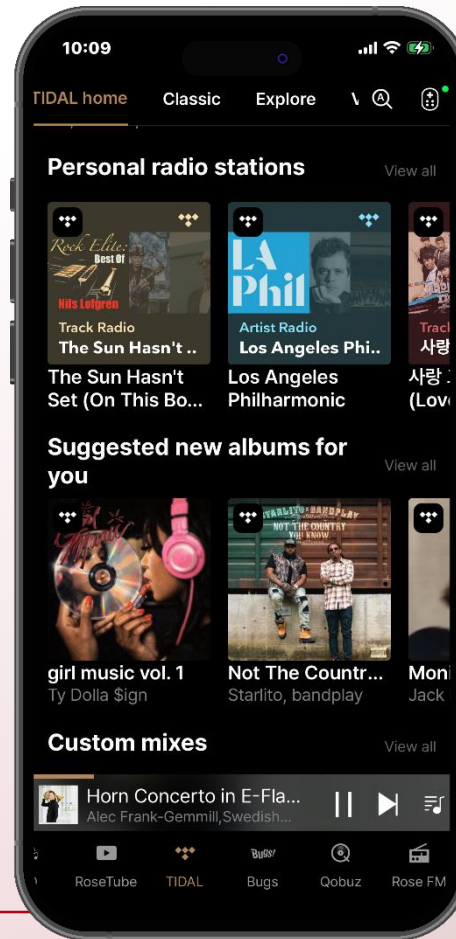 10:09
TIDAL home Classic Explore
Personal radio stations View all
Rock Elite:
Best Of
Nils Lofgren
Track Radio
The Sun Hasn't ..
LA
Phil
Artist Radio
Los Angeles Phi..
사랑
The Sun Hasn't
Set (On This Bo...
Los Angeles
Philharmonic
사랑
(Lov
Suggested new albums for
you
View all
STARLITO & BANDPLAY
NOT THE COUNTRY
YOU KNOW
girl music vol. 1
Ty Dolla $ign
Not The Countr...
Starlito, bandplay
Moni
Jack
Custom mixes View all
Horn Concerto in E-Fla...
Alec Frank-Gemmill,Swedish...
RoseTube TIDAL Bugs Qobuz Rose FM
Bugs!